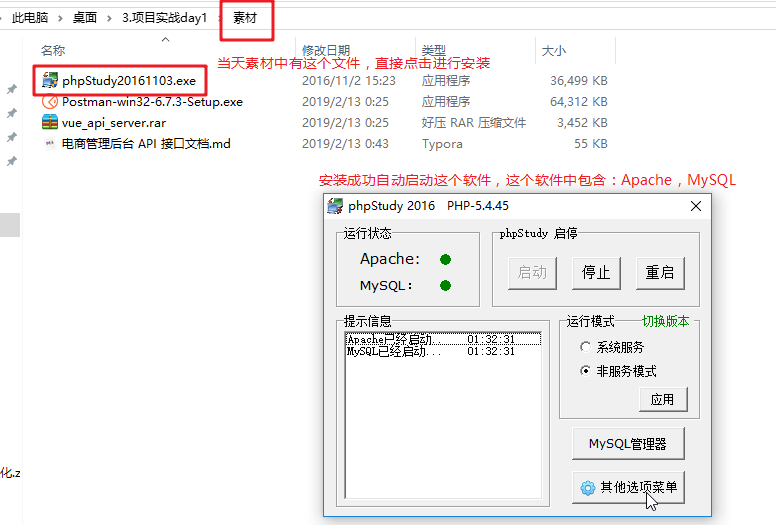 此电脑 > 桌面 > 3.项目实战day1 > 素材
名称 修改日期 类型 大小
当天素材中有这个文件，直接点击进行安装
phpStudy20161103.exe 2016/11/2 15:23 应用程序 36,499 KB
Postman-win32-6.7.3-Setup.exe 2019/2/13 0:25 应用程序 64,312 KB
vue_api_server.rar 2019/2/13 0:25 好压 RAR 压缩文件 3,452 KB
电商管理后台 API 接口文档.md 2019/2/13 0:43 Typora 55 KB
安装成功自动启动这个软件，这个软件中包含：Apache，MySQL
phpStudy 2016 PHP-5.4.45
运行状态
Apache:
MySQL：
phpStudy 启停
启动 停止 重启
提示信息
Apache已经启动... 01:32:31
MySQL已经启动... 01:32:31
运行模式 切换版本
系统服务
非服务模式
应用
MySQL管理器
其他选项菜单
化.z